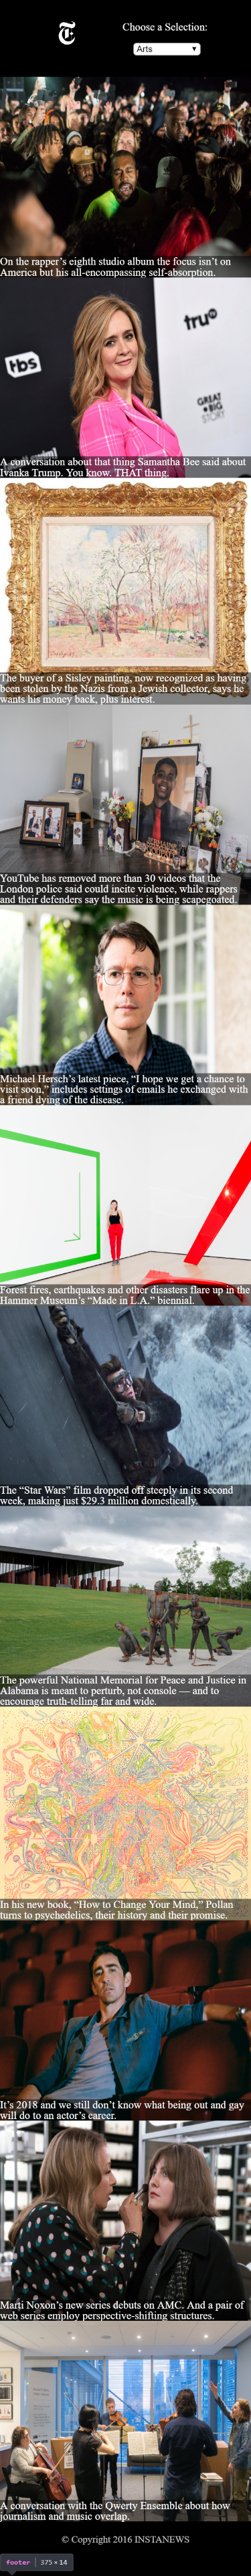 Choose a Selection:
Arts
On the rapper’s eighth studio album the focus isn’t on
America but his all-encompassing self-absorption.
tbs
tru
GREAT
BIG
STORY
A conversation about that thing Samantha Bee said about
Ivanka Trump. You know. THAT thing.
The buyer of a Sisley painting, now recognized as having
been stolen by the Nazis from a Jewish collector, says he
wants his money back, plus interest.
YouTube has removed more than 30 videos that the
London police said could incite violence, while rappers
and their defenders say the music is being scapegoated.
Michael Hersch’s latest piece, “I hope we get a chance to
visit soon,” includes settings of emails he exchanged with
a friend dying of the disease.
Forest fires, earthquakes and other disasters flare up in the
Hammer Museum’s “Made in L.A.” biennial.
The “Star Wars” film dropped off steeply in its second
week, making just $29.3 million domestically.
The powerful National Memorial for Peace and Justice in
Alabama is meant to perturb, not console — and to
encourage truth-telling far and wide.
In his new book, “How to Change Your Mind,” Pollan
turns to psychedelics, their history and their promise.
It’s 2018 and we still don’t know what being out and gay
will do to an actor’s career.
Marti Noxon’s new series debuts on AMC. And a pair of
web series employ perspective-shifting structures.
A conversation with the Qwerty Ensemble about how
journalism and music overlap.
© Copyright 2016 INSTANEWS
footer 375 × 14